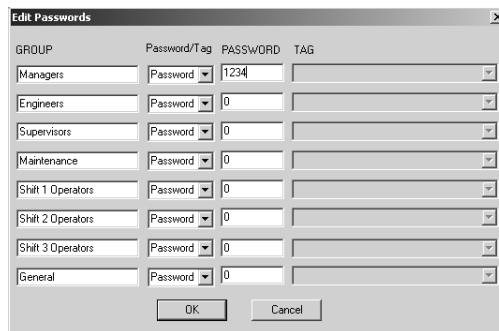 Edit Passwords
GROUP Password/Tag PASSWORD TAG
Managers Password 1234
Engineers Password 0
Supervisors Password 0
Maintenance Password 0
Shift 1 Operators Password 0
Shift 2 Operators Password 0
Shift 3 Operators Password 0
General Password 0
OK Cancel